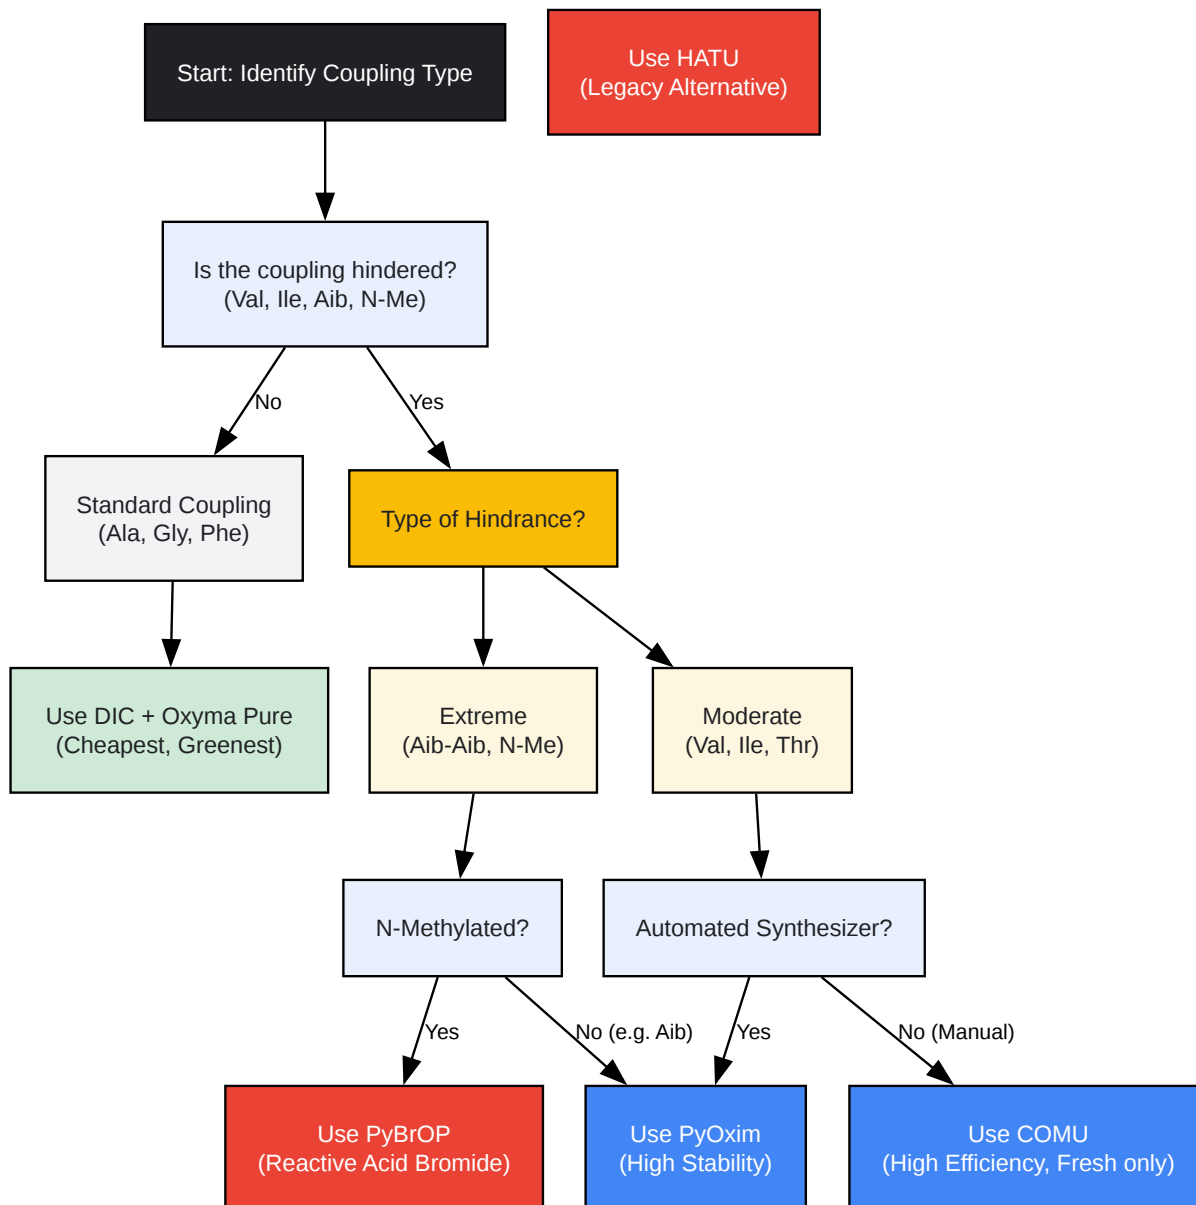 Start: Identify Coupling Type
Use HATU
(Legacy Alternative)
Is the coupling hindered?
(Val, Ile, Aib, N-Me)
No
Yes
Standard Coupling
(Ala, Gly, Phe)
Type of Hindrance?
Use DIC + Oxyma Pure
(Cheapest, Greenest)
Extreme
(Aib-Aib, N-Me)
Moderate
(Val, Ile, Thr)
N-Methylated?
Automated Synthesizer?
Yes
No (e.g. Aib)
Yes
No (Manual)
Use PyBrOP
(Reactive Acid Bromide)
Use PyOxim
(High Stability)
Use COMU
(High Efficiency, Fresh only)